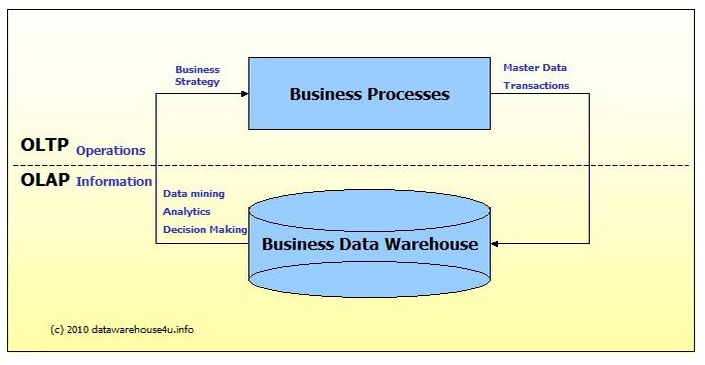 Business
Strategy
Business Processes
Master Data
Transactions
OLTP Operations
OLAP Information
Data mining
Analytics
Decision Making
Business Data Warehouse
(c) 2010 datawarehouse4u.info